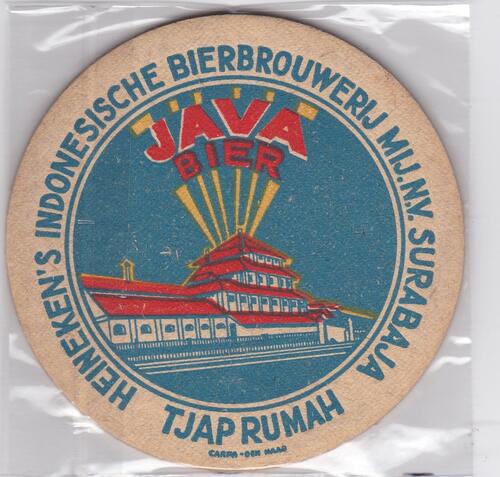 HEINEKEN'S INDONESISCHE BIERBROUWERIJ MIJ.N.V. SURABAJA
JAVA
BIER
TJAP RUMAH
CARPA - DEN HAAG